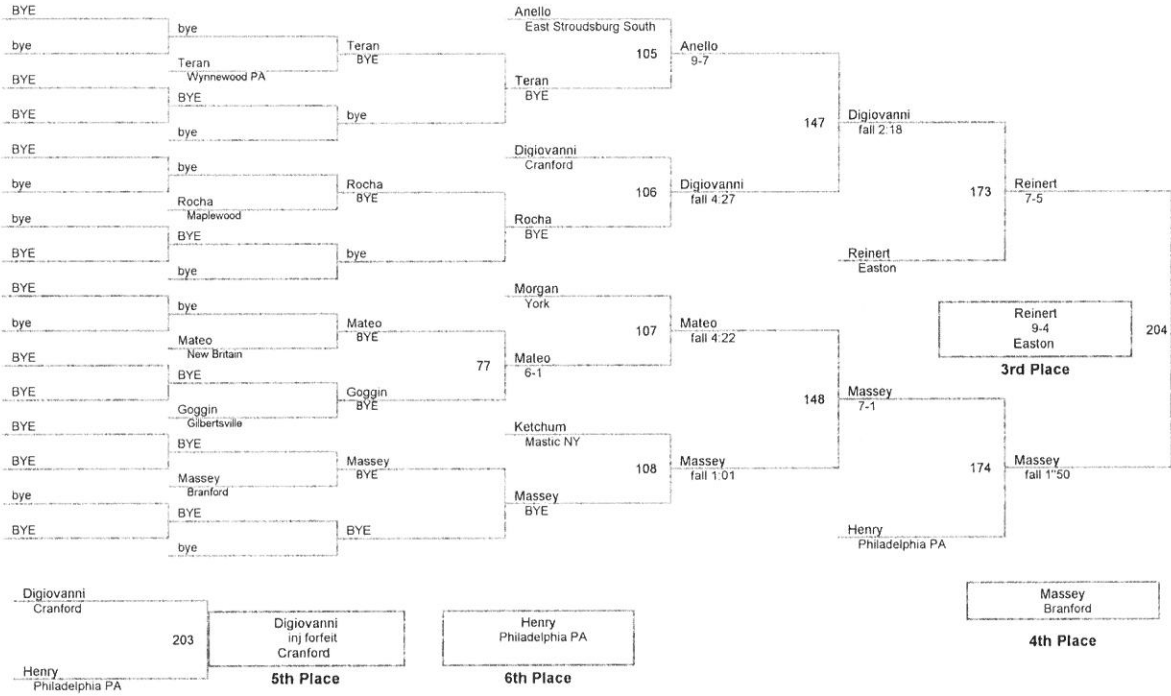 BYE
bye
BYE
BYE
BYE
bye
bye
BYE
BYE
bye
BYE
BYE
BYE
BYE
bye
BYE
bye
Teran
Wynnewood PA
BYE
bye
bye
Rocha
Maplewood
BYE
bye
bye
Mateo
New Britain
BYE
Goggin
Gilbertsville
BYE
Massey
Branford
BYE
bye
Teran
BYE
bye
Rocha
BYE
bye
Mateo
BYE
77
Goggin
BYE
Massey
BYE
BYE
Anello
East Stroudsburg South
105
Teran
BYE
Digiovanni
Cranford
106
Rocha
BYE
Morgan
York
107
Mateo
6-1
Ketchum
Mastic NY
108
Massey
BYE
Anello
9-7
147
Digiovanni
fall 4:27
Mateo
fall 4:22
148
Massey
fall 1:01
Digiovanni
fall 2:18
173
Reinert
Easton
Massey
7-1
174
Henry
Philadelphia PA
Reinert
7-5
204
Massey
fall 1"50
Reinert
9-4
Easton
3rd Place
Massey
Branford
4th Place
Digiovanni
Cranford
203
Henry
Philadelphia PA
Digiovanni
inj forfeit
Cranford
5th Place
Henry
Philadelphia PA
6th Place